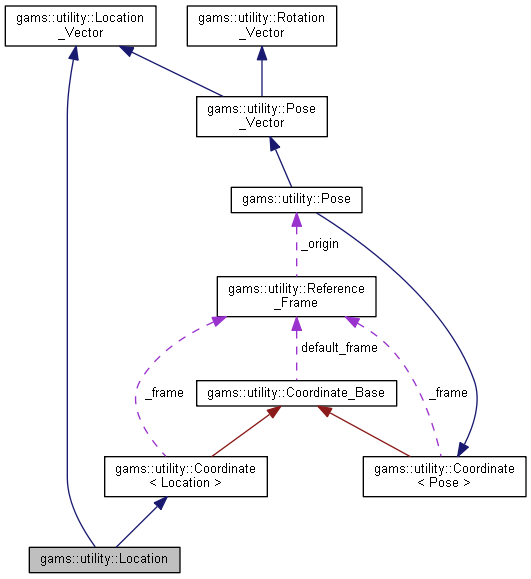 gams::utility::Location
_Vector
gams::utility::Rotation
_Vector
gams::utility::Pose
_Vector
gams::utility::Pose
_origin
gams::utility::Reference
_Frame
default_frame
_frame
_frame
gams::utility::Coordinate_Base
gams::utility::Coordinate
< Location >
gams::utility::Coordinate
< Pose >
gams::utility::Location